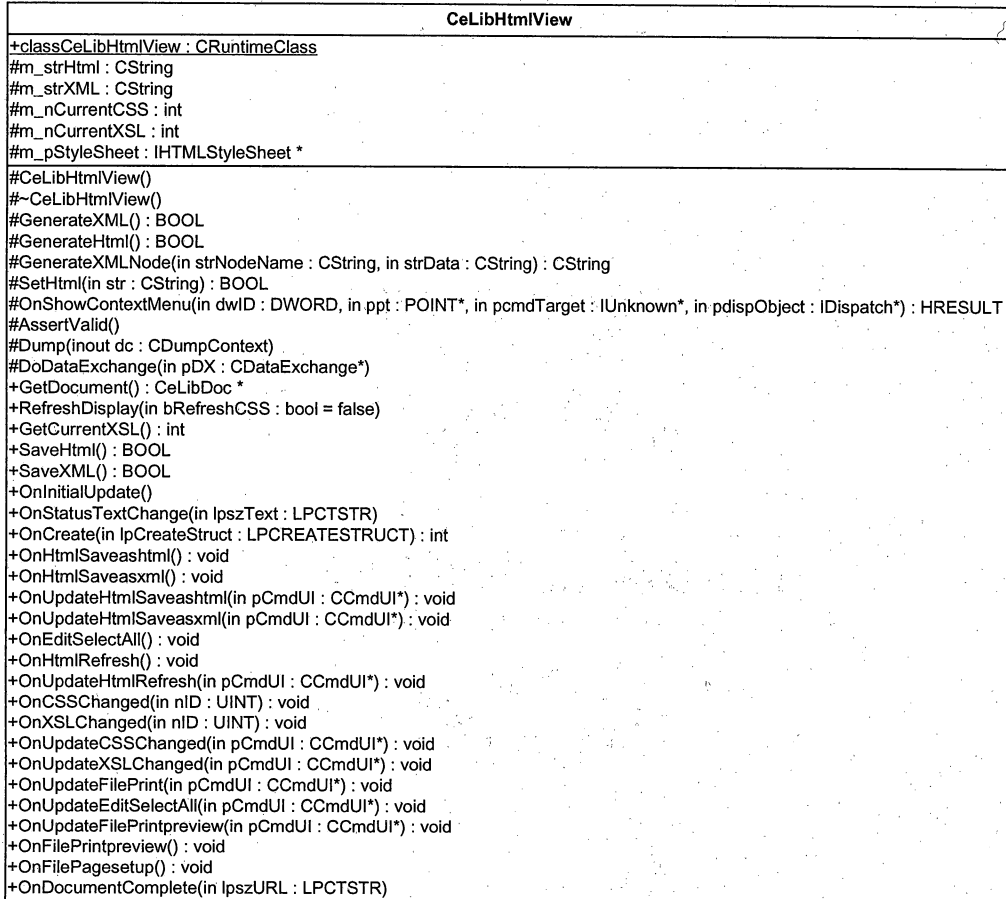 CeLibHtmlView
+classCeLibHtmlView : CRuntimeClass
#m_strHtml : CString
#m_strXML : CString
#m_nCurrentCSS : int
#m_nCurrentXSL : int
#m_pStyleSheet : IHTMLStyleSheet *
#CeLibHtmlView()
#~CeLibHtmlView()
#GenerateXML() : BOOL
#GenerateHtml() : BOOL
#GenerateXMLNode(in strNodeName : CString, in strData : CString) : CString
#SetHtml(in str : CString) : BOOL
#OnShowContextMenu(in dwID : DWORD, in ppt : POINT*, in pcmdTarget : IUnknown*, in pdispObject : IDispatch*) : HRESULT
#AssertValid()
#Dump(inout dc : CDumpContext)
#DoDataExchange(in pDX : CDataExchange*)
+GetDocument() : CeLibDoc *
+RefreshDisplay(in bRefreshCSS : bool = false)
+GetCurrentXSL() : int
+SaveHtml() : BOOL
+SaveXML() : BOOL
+OnInitialUpdate()
+OnStatusTextChange(in lpszText : LPCTSTR)
+OnCreate(in lpCreateStruct : LPCREATESTRUCT) : int
+OnHtmlSaveashtml() : void
+OnHtmlSaveasxml() : void
+OnUpdateHtmlSaveashtml(in pCmdUI : CCmdUI*) : void
+OnUpdateHtmlSaveasxml(in pCmdUI : CCmdUI*) : void
+OnEditSelectAll() : void
+OnHtmlRefresh() : void
+OnUpdateHtmlRefresh(in pCmdUI : CCmdUI*) : void
+OnCSSChanged(in nID : UINT) : void
+OnXSLChanged(in nID : UINT) : void
+OnUpdateCSSChanged(in pCmdUI : CCmdUI*) : void
+OnUpdateXSLChanged(in pCmdUI : CCmdUI*) : void
+OnUpdateFilePrint(in pCmdUI : CCmdUI*) : void
+OnUpdateEditSelectAll(in pCmdUI : CCmdUI*) : void
+OnUpdateFilePrintpreview(in pCmdUI : CCmdUI*) : void
+OnFilePrintpreview() : void
+OnFilePagesetup() : void
+OnDocumentComplete(in lpszURL : LPCTSTR)